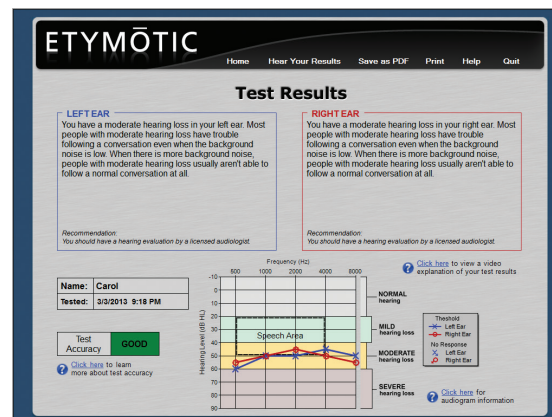 ETYMŌTIC
Home Hear Your Results Save as PDF Print Help Quit
Test Results
LEFT EAR
You have a moderate hearing loss in your left ear. Most
people with moderate hearing loss have trouble
following a conversation even when the background
noise is low. When there is more background noise,
people with moderate hearing loss usually aren't able to
follow a normal conversation at all.
Recommendation:
You should have a hearing evaluation by a licensed audiologist.
RIGHT EAR
You have a moderate hearing loss in your right ear. Most
people with moderate hearing loss have trouble
following a conversation even when the background
noise is low. When there is more background noise,
people with moderate hearing loss usually aren't able to
follow a normal conversation at all.
Recommendation:
You should have a hearing evaluation by a licensed audiologist.
Name: Carol
Tested: 3/3/2013 9:18 PM
Test
Accuracy
GOOD
? Click here to learn
more about test accuracy
Frequency (Hz)
500 1000 2000 4000 8000
Hearing Level (dB HL)
-10
0
10
20
30
40
50
60
70
80
90
Speech Area
NORMAL
hearing
MILD
hearing loss
MODERATE
hearing loss
SEVERE
hearing loss
? Click here to view a video
explanation of your test results
Theshold
Left Ear
Right Ear
No Response
Left Ear
Right Ear
? Click here for
audiogram information